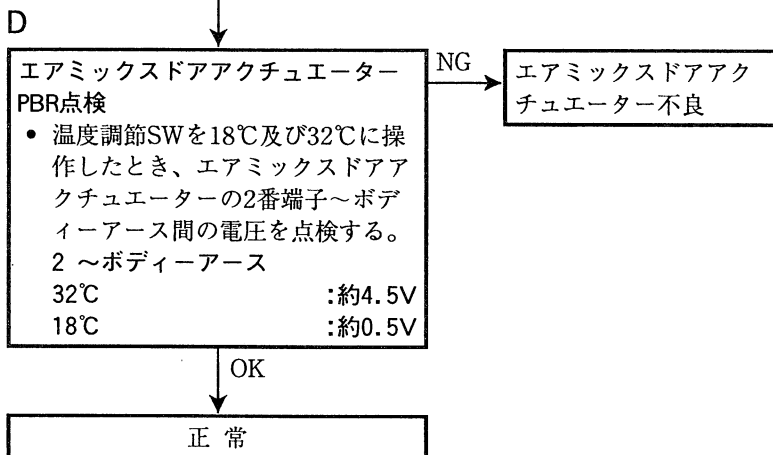 D
エアミックスドアアクチュエーター
PBR点検
• 温度調節SWを18℃及び32℃に操
作したとき、エアミックスドアア
クチュエーターの2番端子～ボデ
ィーアース間の電圧を点検する。
2 ～ボディーアース
32℃ :約4.5V
18℃ :約0.5V
NG
エアミックスドアアク
チュエーター不良
OK
正 常